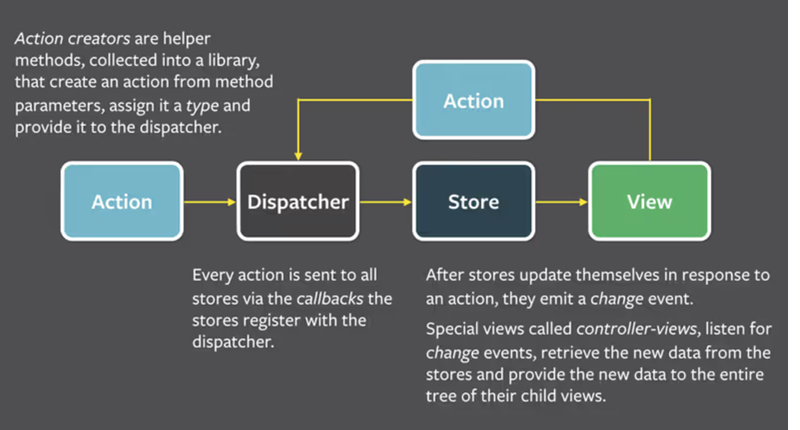 Action creators are helper
methods, collected into a library,
that create an action from method
parameters, assign it a type and
provide it to the dispatcher.
Action
Action
Dispatcher
Store
View
Every action is sent to all
stores via the callbacks the
stores register with the
dispatcher.
After stores update themselves in response to
an action, they emit a change event.
Special views called controller-views, listen for
change events, retrieve the new data from the
stores and provide the new data to the entire
tree of their child views.